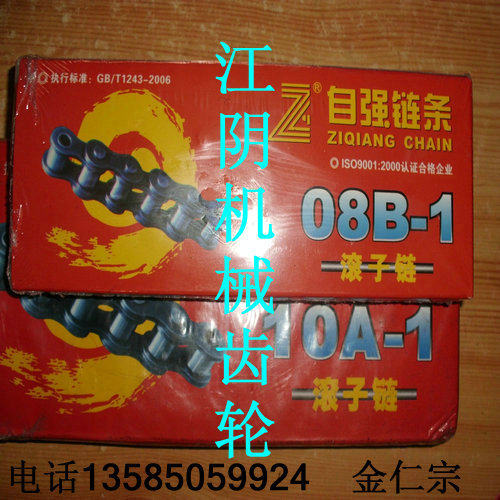 执行标准：GB/T1243-2006
Z®自强链条
ZIQIANG CHAIN
ISO9001:2000认证合格企业
08B-1
滚子链
10A-1
滚子链
江阴机械齿轮
电话13585059924 金仁宗